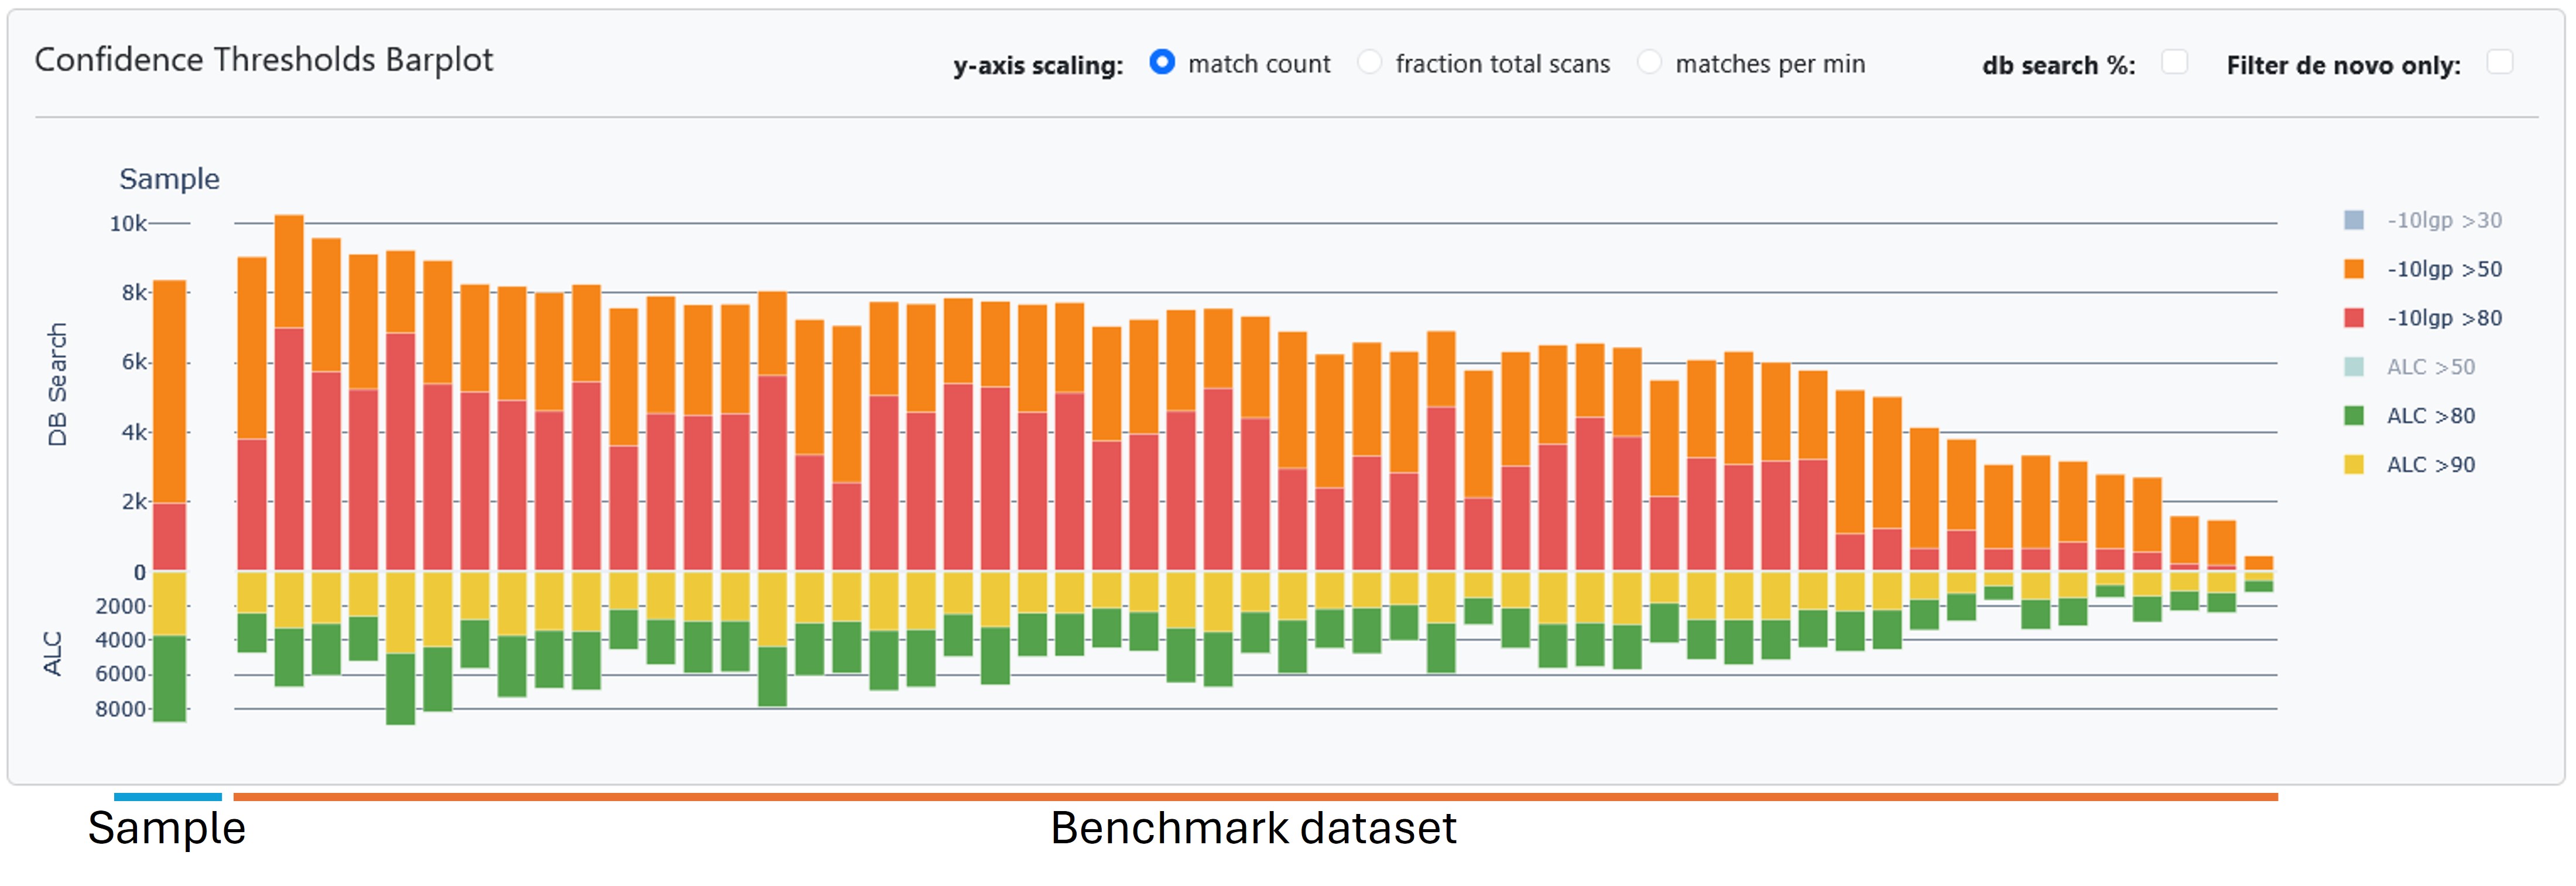 Confidence Thresholds Barplot
y-axis scaling: match count fraction total scans matches per min db search %: Filter de novo only:
Sample
10k
8k
6k
4k
2k
0
2000
4000
6000
8000
DB Search
ALC
-10lgp >30
-10lgp >50
-10lgp >80
ALC >50
ALC >80
ALC >90
Sample
Benchmark dataset